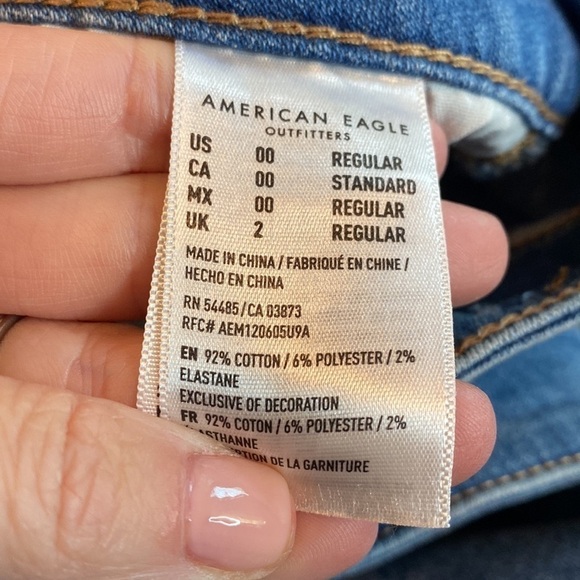 AMERICAN EAGLE
OUTFITTERS
US 00 REGULAR
CA 00 STANDARD
MX 00 REGULAR
UK 2 REGULAR
MADE IN CHINA / FABRIQUÉ EN CHINE /
HECHO EN CHINA
RN 54485 / CA 03873
RFC# AEM120605U9A
EN 92% COTTON / 6% POLYESTER / 2%
ELASTANE
EXCLUSIVE OF DECORATION
FR 92% COTON / 6% POLYESTER / 2%
DE LA GARNITURE